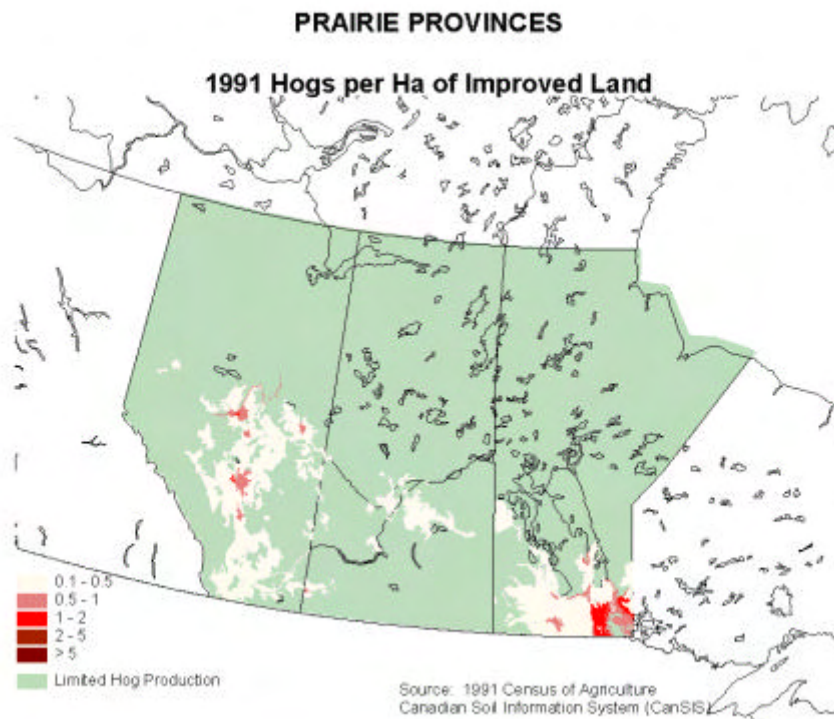 PRAIRIE PROVINCES
1991 Hogs per Ha of Improved Land
0.1 - 0.5
0.5 - 1
1 - 2
2 - 5
> 5
Limited Hog Production
Source: 1991 Census of Agriculture
Canadian Soil Information System (CanSIS)